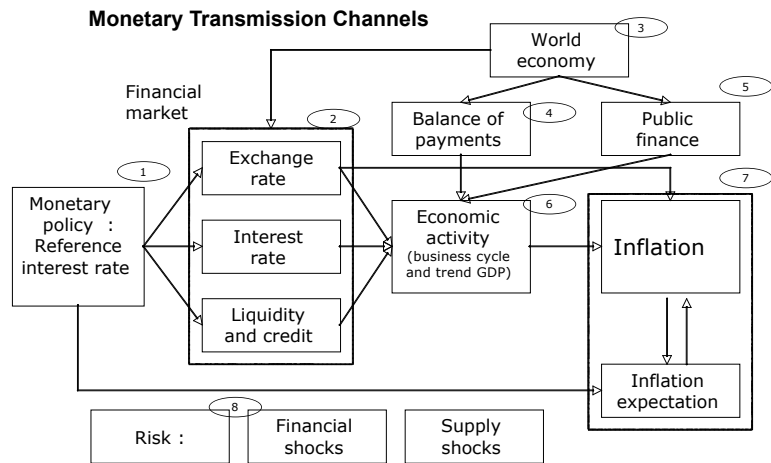 Monetary Transmission Channels
3
World
economy
Financial
market
5
2
4
Balance of
payments
Public
finance
Exchange
rate
1
7
Monetary
policy :
Reference
interest rate
6
Economic
activity
(business cycle
and trend GDP)
Interest
rate
Inflation
Liquidity
and credit
Inflation
expectation
8
Risk :
Financial
shocks
Supply
shocks